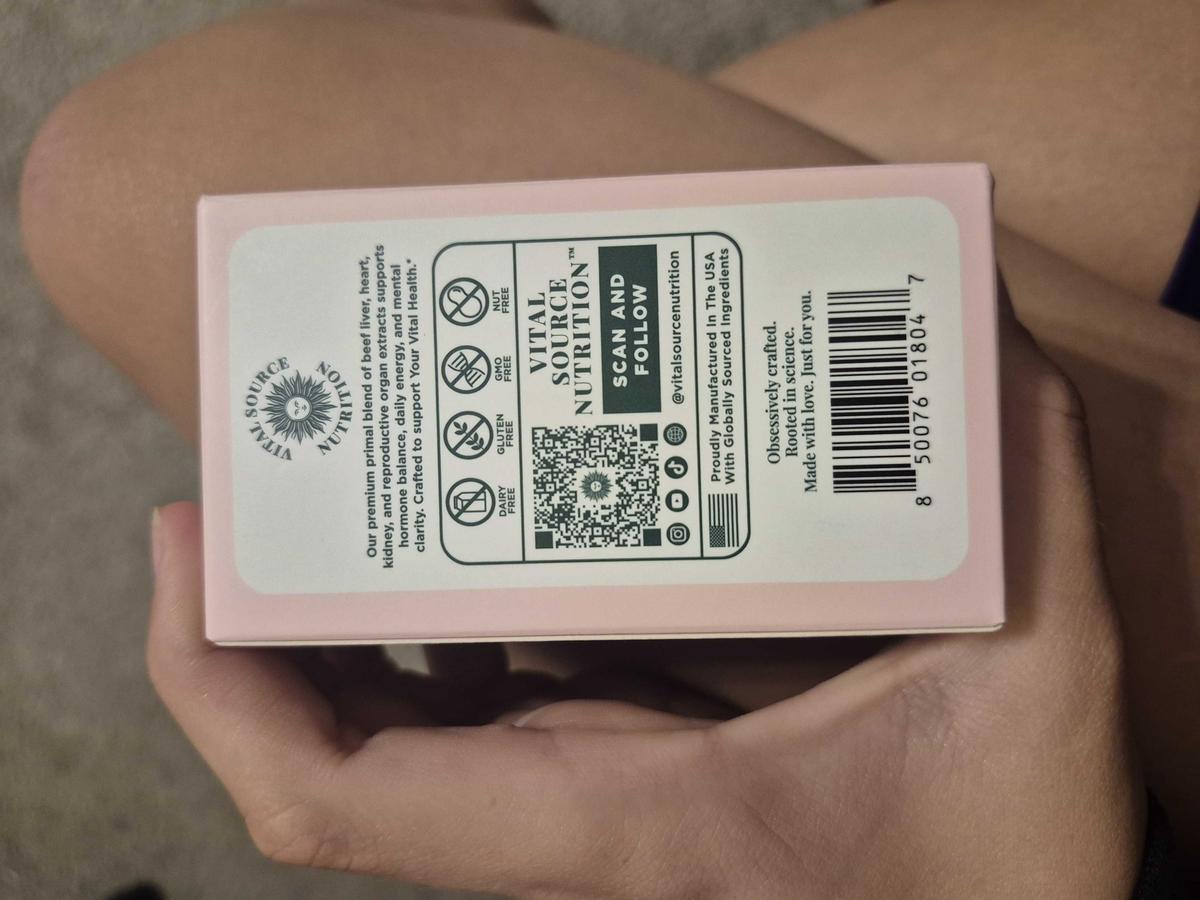 VITAL SOURCE
NUTRITION
Our premium primal blend of beef liver, heart,
kidney, and reproductive organ extracts supports
hormone balance, daily energy, and mental
clarity. Crafted to support Your Vital Health.*
DAIRY
FREE
GLUTEN
FREE
GMO
FREE
NUT
FREE
VITAL
SOURCE
NUTRITION™
SCAN AND
FOLLOW
@vitalsourcenutrition
Proudly Manufactured In The USA
With Globally Sourced Ingredients
Obsessively crafted.
Rooted in science.
Made with love. Just for you.
8 50076 01804 7